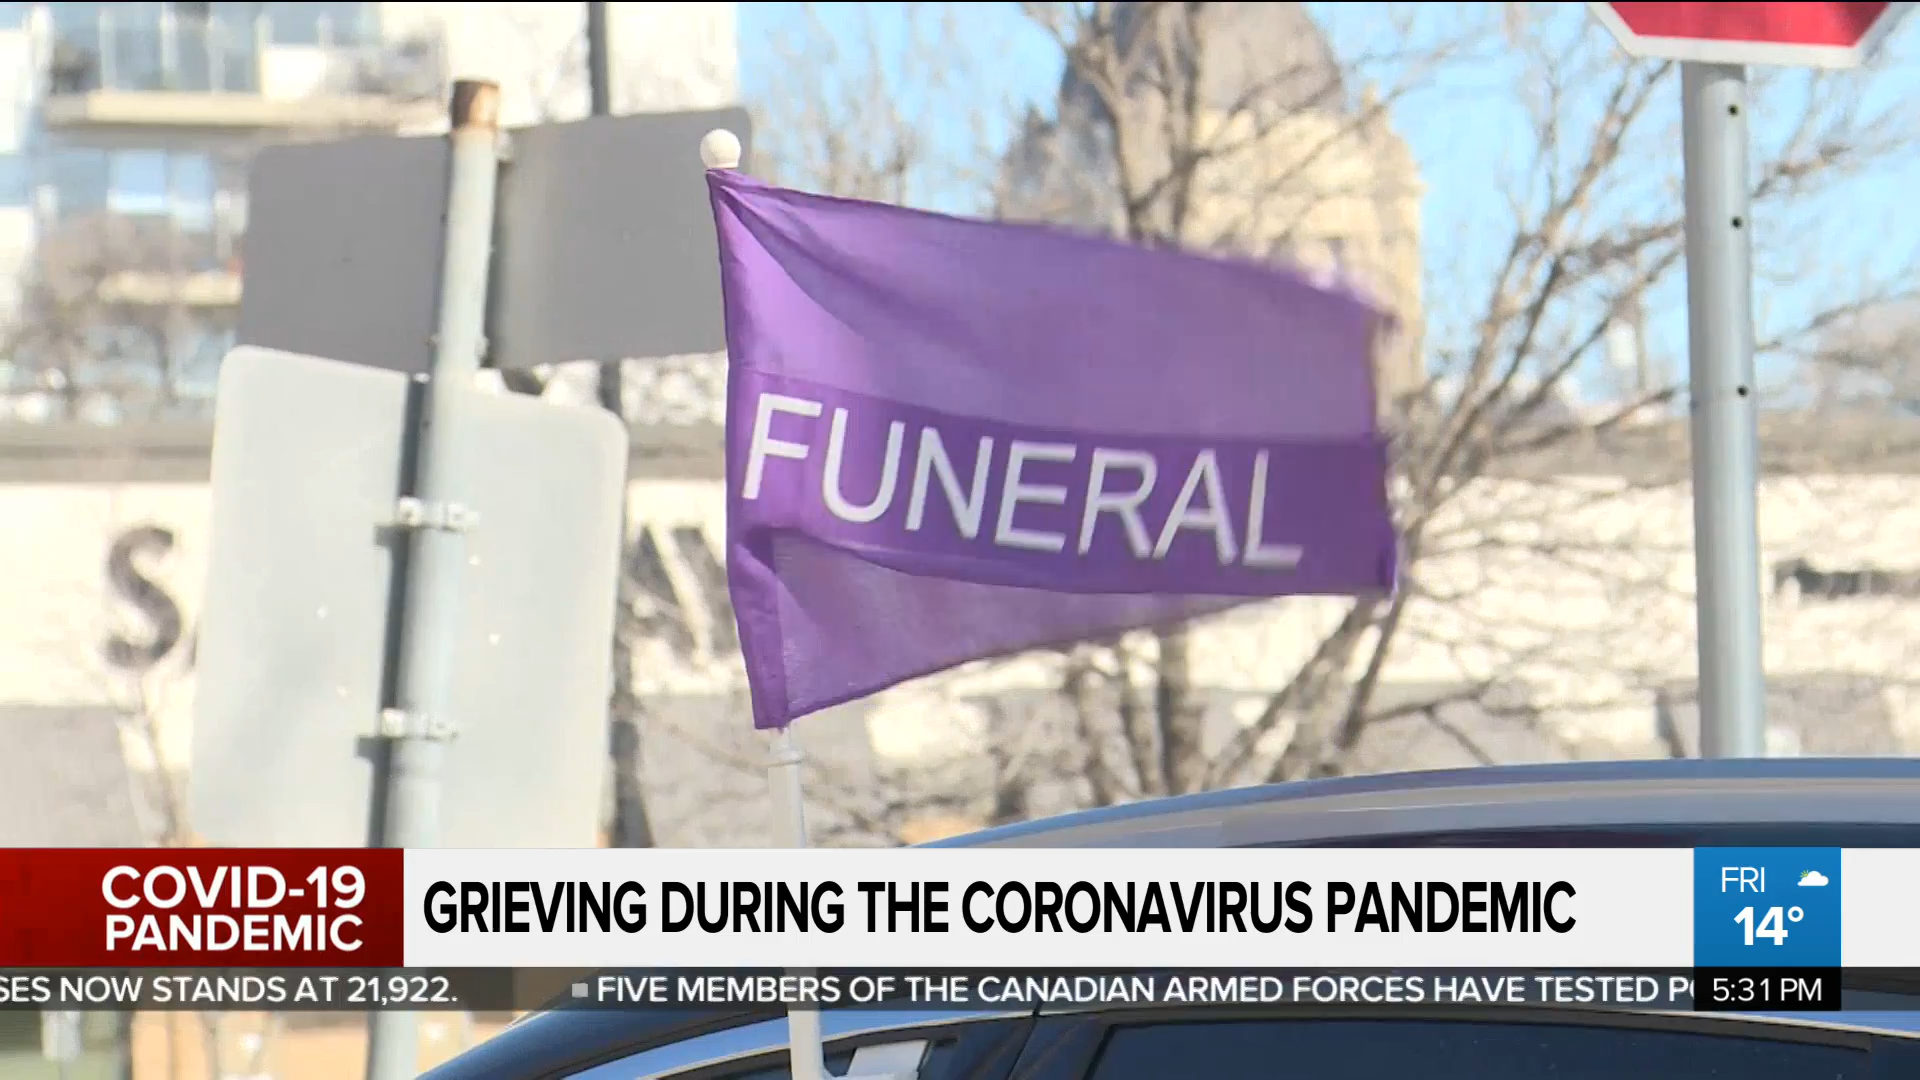 FUNERAL
S
COVID-19
PANDEMIC
GRIEVING DURING THE CORONAVIRUS PANDEMIC
FRI
14°
SES NOW STANDS AT 21,922.
FIVE MEMBERS OF THE CANADIAN ARMED FORCES HAVE TESTED
5:31 PM